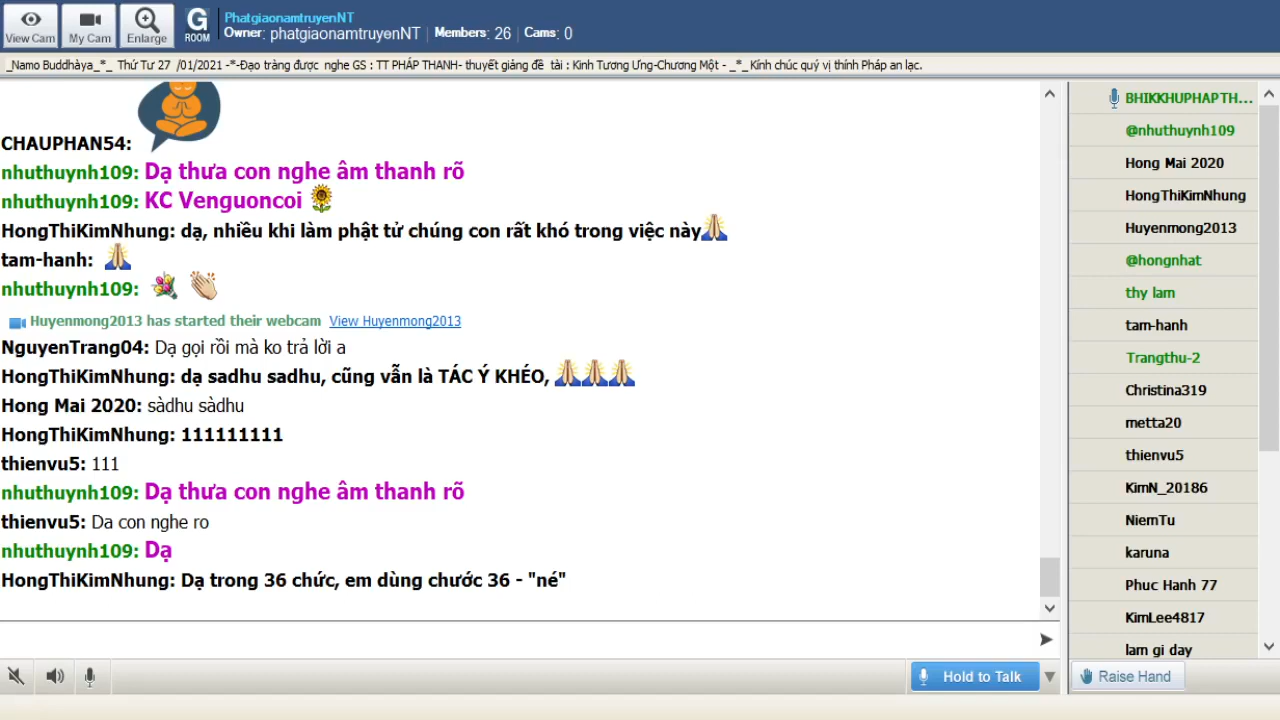 View Cam
My Cam
Enlarge
G
ROOM
PhatgiaonamtruyenNT
Owner: phatgiaonamtruyenNT | Members: 26 | Cams: 0
_Namo Buddhàya_*_ Thứ Tư 27 /01/2021 -*-Đạo tràng được nghe GS : TT PHÁP THANH- thuyết giảng đề tài : Kinh Tương Ưng-Chương Một - _*_Kính chúc quý vị thính Pháp an lạc.
CHAUPHAN54:
nhuthuynh109: Dạ thưa con nghe âm thanh rõ
nhuthuynh109: KC Venguoncoi
HongThiKimNhung: dạ, nhiều khi làm phật tử chúng con rất khó trong việc này
tam-hanh:
nhuthuynh109:
Huyenmong2013 has started their webcam View Huyenmong2013
NguyenTrang04: Dạ gọi rồi mà ko trả lời a
HongThiKimNhung: dạ sadhu sadhu, cũng vẫn là TÁC Ý KHÉO,
Hong Mai 2020: sàdhu sàdhu
HongThiKimNhung: 111111111
thienvu5: 111
nhuthuynh109: Dạ thưa con nghe âm thanh rõ
thienvu5: Da con nghe ro
nhuthuynh109: Dạ
HongThiKimNhung: Dạ trong 36 chức, em dùng chước 36 - "né"
BHIKKHUPHAPTH...
@nhuthuynh109
Hong Mai 2020
HongThiKimNhung
Huyenmong2013
@hongnhat
thy lam
tam-hanh
Trangthu-2
Christina319
metta20
thienvu5
KimN_20186
NiemTu
karuna
Phuc Hanh 77
KimLee4817
lam gi day
Hold to Talk
Raise Hand